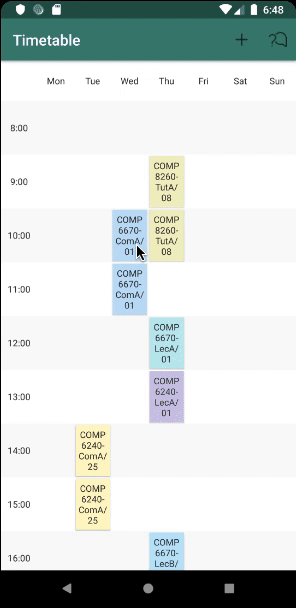 6:48
Timetable
Mon Tue Wed Thu Fri Sat Sun
8:00
9:00
COMP
8260-
TutA/
08
10:00
COMP
6670-
ComA/
01
COMP
8260-
TutA/
08
11:00
COMP
6670-
ComA/
01
12:00
COMP
6670-
LecA/
01
13:00
COMP
6240-
LecA/
01
14:00
COMP
6240-
ComA/
25
15:00
COMP
6240-
ComA/
25
16:00
COMP
6670-
LecB/